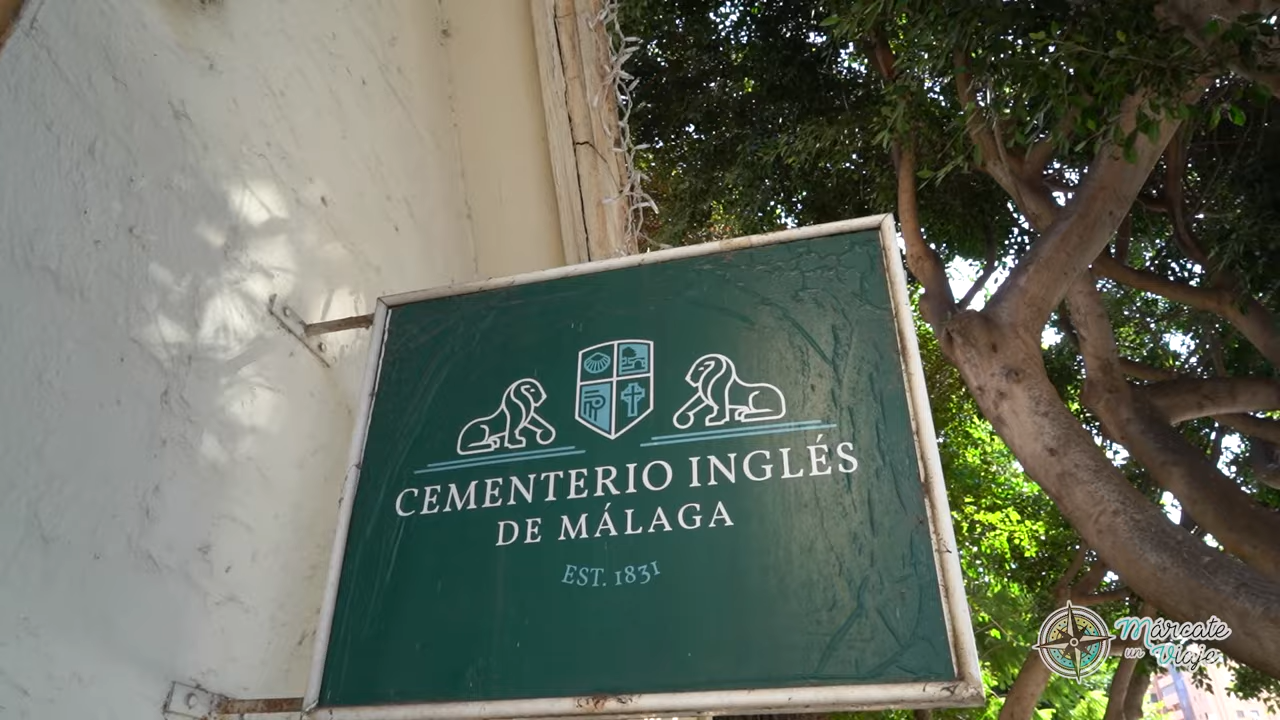 CEMENTERIO INGLÉS
DE MÁLAGA
EST. 1831
Márcate
un Viaje